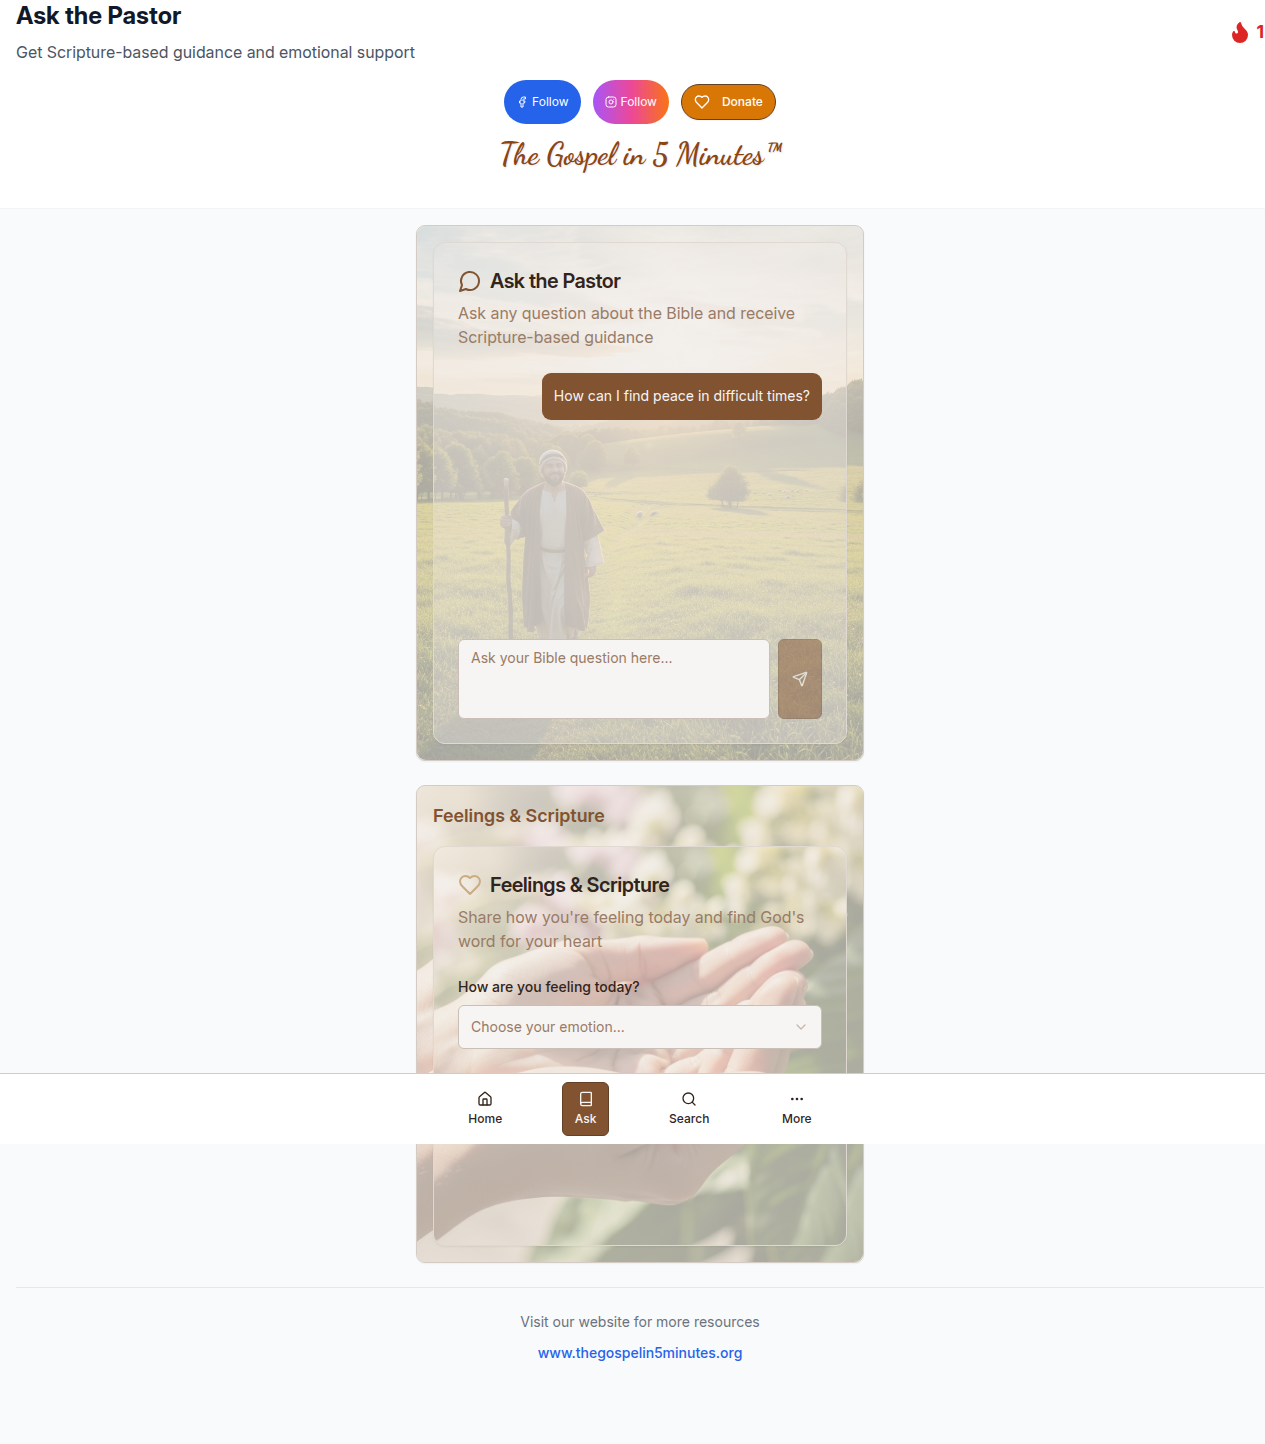 Ask the Pastor
Get Scripture-based guidance and emotional support
1
Follow
Follow
Donate
The Gospel in 5 Minutes™
Ask the Pastor
Ask any question about the Bible and receive
Scripture-based guidance
How can I find peace in difficult times?
Ask your Bible question here...
Feelings & Scripture
Feelings & Scripture
Share how you're feeling today and find God's
word for your heart
How are you feeling today?
Choose your emotion...
Home
Ask
Search
More
Visit our website for more resources
www.thegospelin5minutes.org